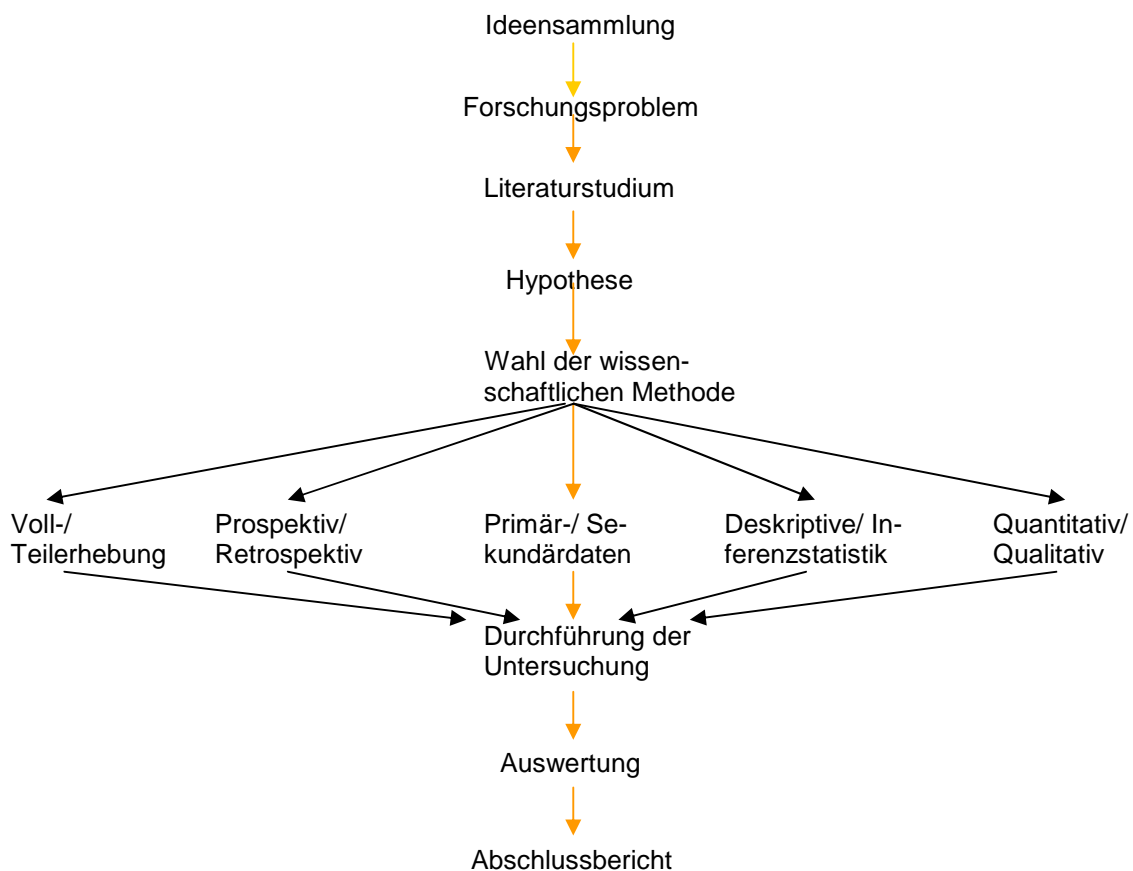 Ideensammlung
Forschungsproblem
Literaturstudium
Hypothese
Wahl der wissen-
schaftlichen Methode
Voll-/
Teilerhebung
Prospektiv/
Retrospektiv
Primär-/ Se-
kundärdaten
Deskriptive/ In-
ferenzstatistik
Quantitativ/
Qualitativ
Durchführung der
Untersuchung
Auswertung
Abschlussbericht